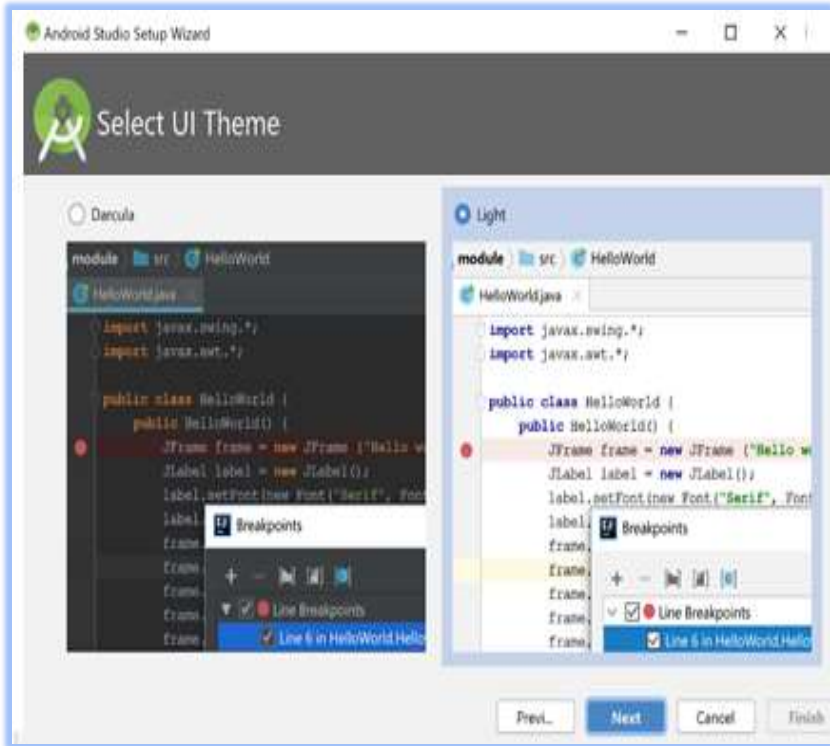 Android Studio Setup Wizard
Select UI Theme
Darcula
module src HelloWorld
HelloWorld.java
import javax.swing.*;
import javax.awt.*;
public class HelloWorld {
public HelloWorld() {
JFrame frame = new JFrame ("Hello wo
JLabel label = new JLabel();
label.setFont(new Font("Serif", Font
label.
frame
frame.
frame.
frame.
frame.
Breakpoints
Line Breakpoints
Line 6 in HelloWorld.Hello
Light
module src HelloWorld
HelloWorld.java
import javax.swing.*;
import javax.awt.*;
public class HelloWorld {
public HelloWorld() {
JFrame frame = new JFrame ("Hello w
JLabel label = new JLabel();
label.setFont(new Font("Serif", Font
label.
frame.
frame.
frame.
frame.
frame.
Breakpoints
Line Breakpoints
Line 6 in HelloWorld.Hello
Previ... Next Cancel Finish